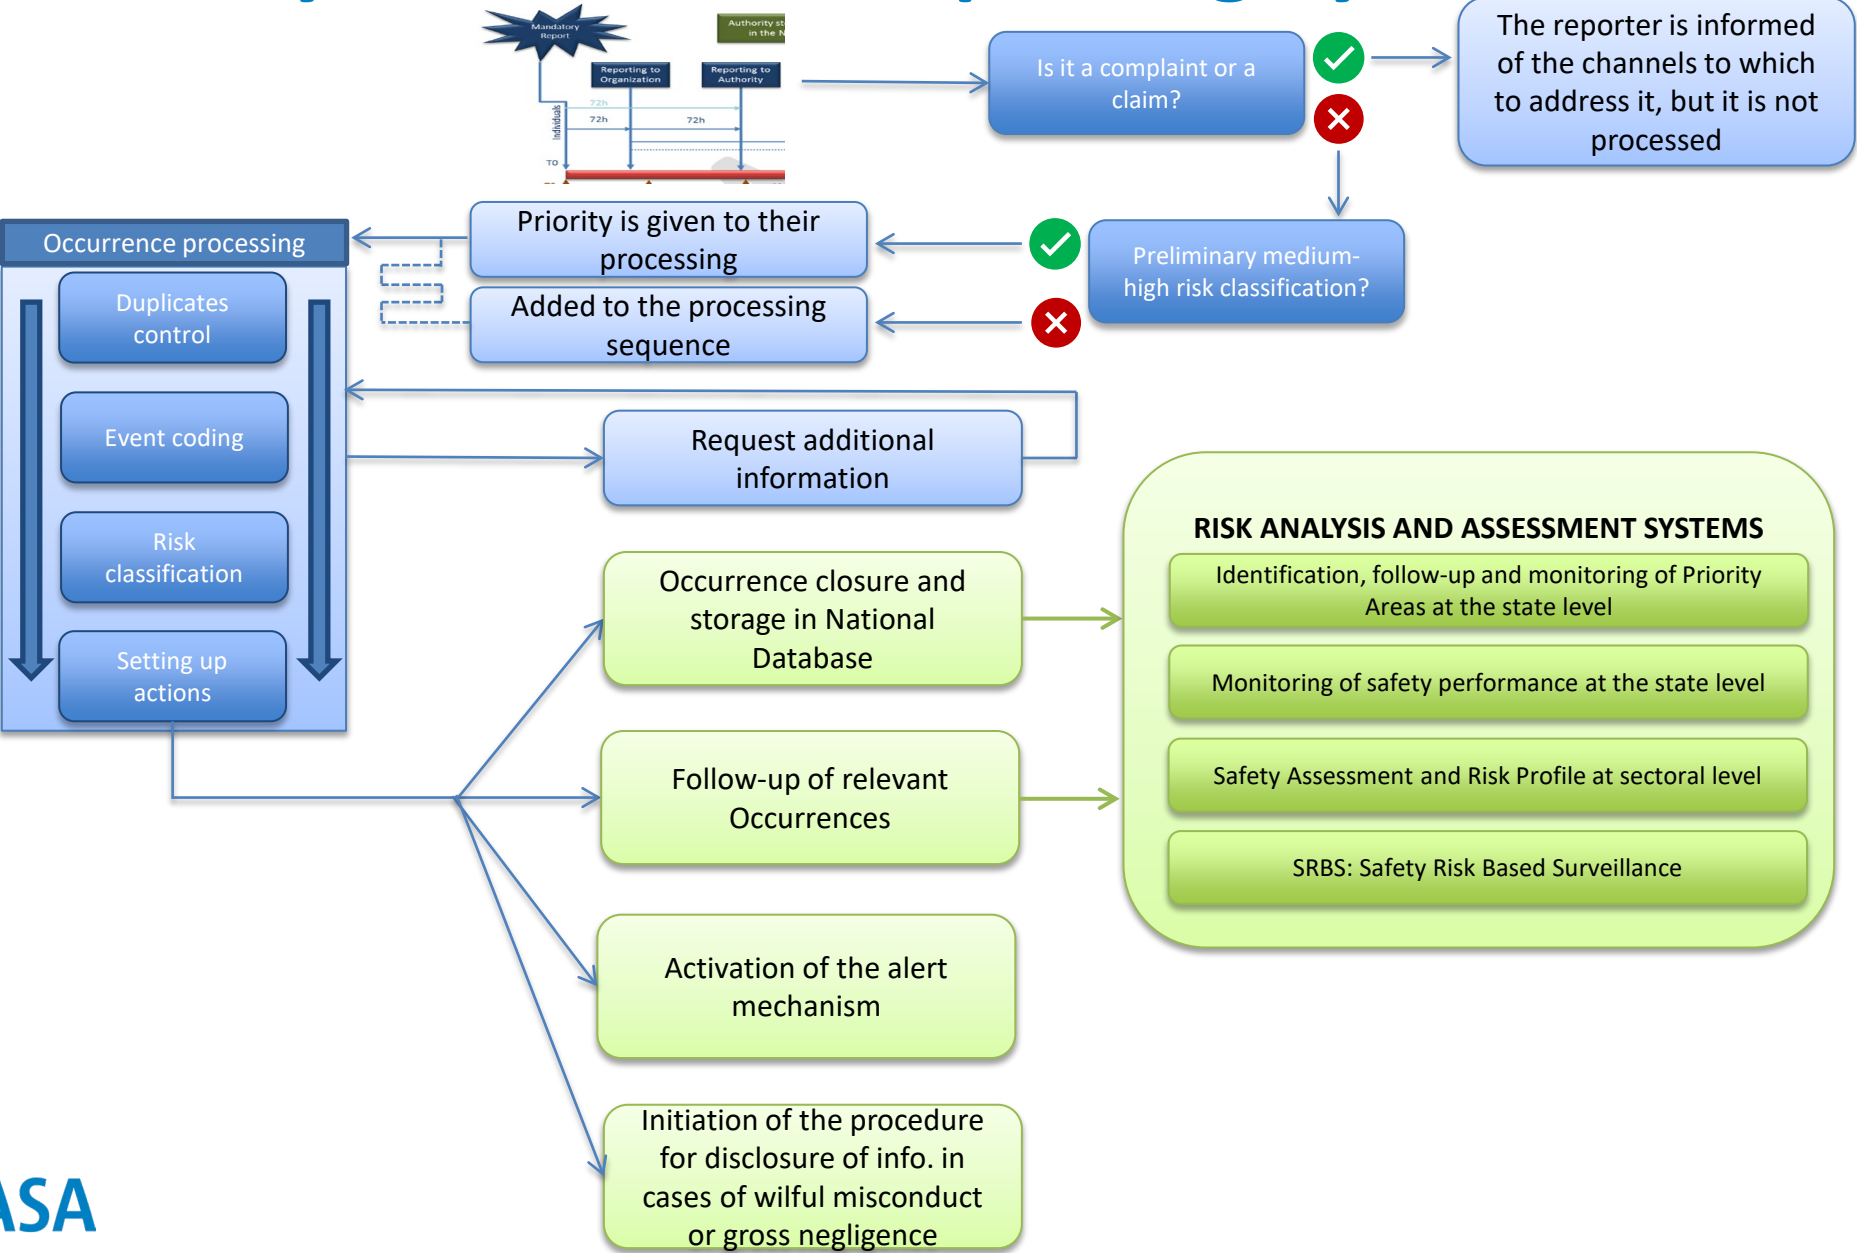 Mandatory
Report
Authority
in the
Reporting to
Organization
Reporting to
Authority
72h
72h
72h
Individuals
TO
Is it a complaint or a
claim?
The reporter is informed
of the channels to which
to address it, but it is not
processed
Priority is given to their
processing
Added to the processing
sequence
Preliminary medium-
high risk classification?
Occurrence processing
Duplicates
control
Event coding
Risk
classification
Setting up
actions
Request additional
information
Occurrence closure and
storage in National
Database
Follow-up of relevant
Occurrences
Activation of the alert
mechanism
Initiation of the procedure
for disclosure of info. in
cases of wilful misconduct
or gross negligence
RISK ANALYSIS AND ASSESSMENT SYSTEMS
Identification, follow-up and monitoring of Priority
Areas at the state level
Monitoring of safety performance at the state level
Safety Assessment and Risk Profile at sectoral level
SRBS: Safety Risk Based Surveillance
ASA